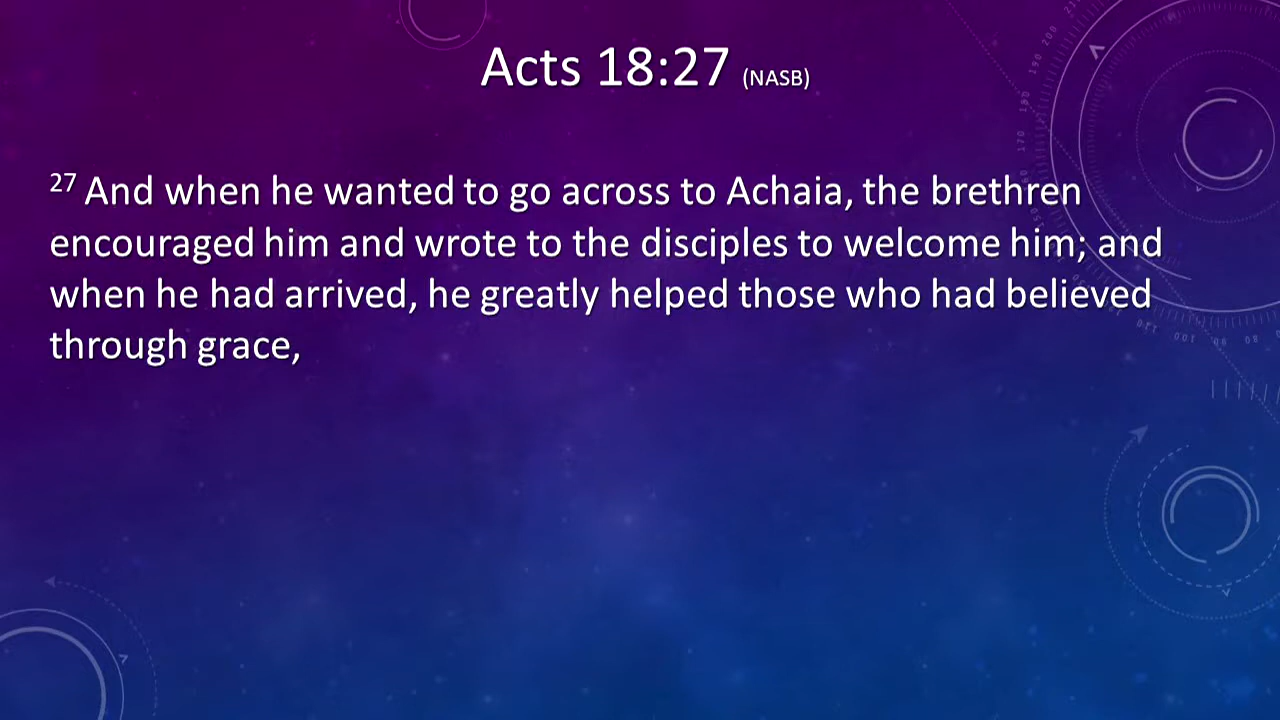 Acts 18:27 (NASB)
27 And when he wanted to go across to Achaia, the brethren
encouraged him and wrote to the disciples to welcome him; and
when he had arrived, he greatly helped those who had believed
through grace,